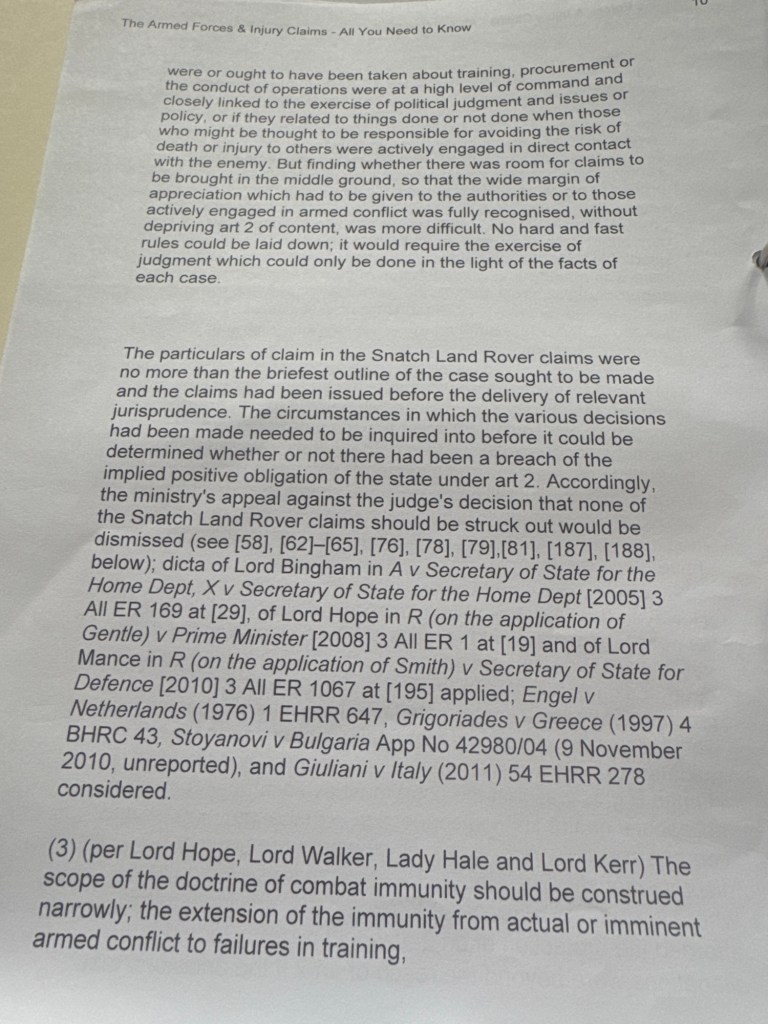 The Armed Forces & Injury Claims - All You Need to Know
were or ought to have been taken about training, procurement or
the conduct of operations were at a high level of command and
closely linked to the exercise of political judgment and issues or
policy, or if they related to things done or not done when those
who might be thought to be responsible for avoiding the risk of
death or injury to others were actively engaged in direct contact
with the enemy. But finding whether there was room for claims to
be brought in the middle ground, so that the wide margin of
appreciation which had to be given to the authorities or to those
actively engaged in armed conflict was fully recognised, without
depriving art 2 of content, was more difficult. No hard and fast
rules could be laid down; it would require the exercise of
judgment which could only be done in the light of the facts of
each case.
The particulars of claim in the Snatch Land Rover claims were
no more than the briefest outline of the case sought to be made
and the claims had been issued before the delivery of relevant
jurisprudence. The circumstances in which the various decisions
had been made needed to be inquired into before it could be
determined whether or not there had been a breach of the
implied positive obligation of the state under art 2. Accordingly,
the ministry's appeal against the judge's decision that none of
the Snatch Land Rover claims should be struck out would be
dismissed (see [58], [62]–[65], [76], [78], [79],[81], [187], [188],
below); dicta of Lord Bingham in A v Secretary of State for the
Home Dept, X v Secretary of State for the Home Dept [2005] 3
All ER 169 at [29], of Lord Hope in R (on the application of
Gentle) v Prime Minister [2008] 3 All ER 1 at [19] and of Lord
Mance in R (on the application of Smith) v Secretary of State for
Defence [2010] 3 All ER 1067 at [195] applied; Engel v
Netherlands (1976) 1 EHRR 647, Grigoriades v Greece (1997) 4
BHRC 43, Stoyanovi v Bulgaria App No 42980/04 (9 November
2010, unreported), and Giuliani v Italy (2011) 54 EHRR 278
considered.
(3) (per Lord Hope, Lord Walker, Lady Hale and Lord Kerr) The
scope of the doctrine of combat immunity should be construed
narrowly; the extension of the immunity from actual or imminent
armed conflict to failures in training,